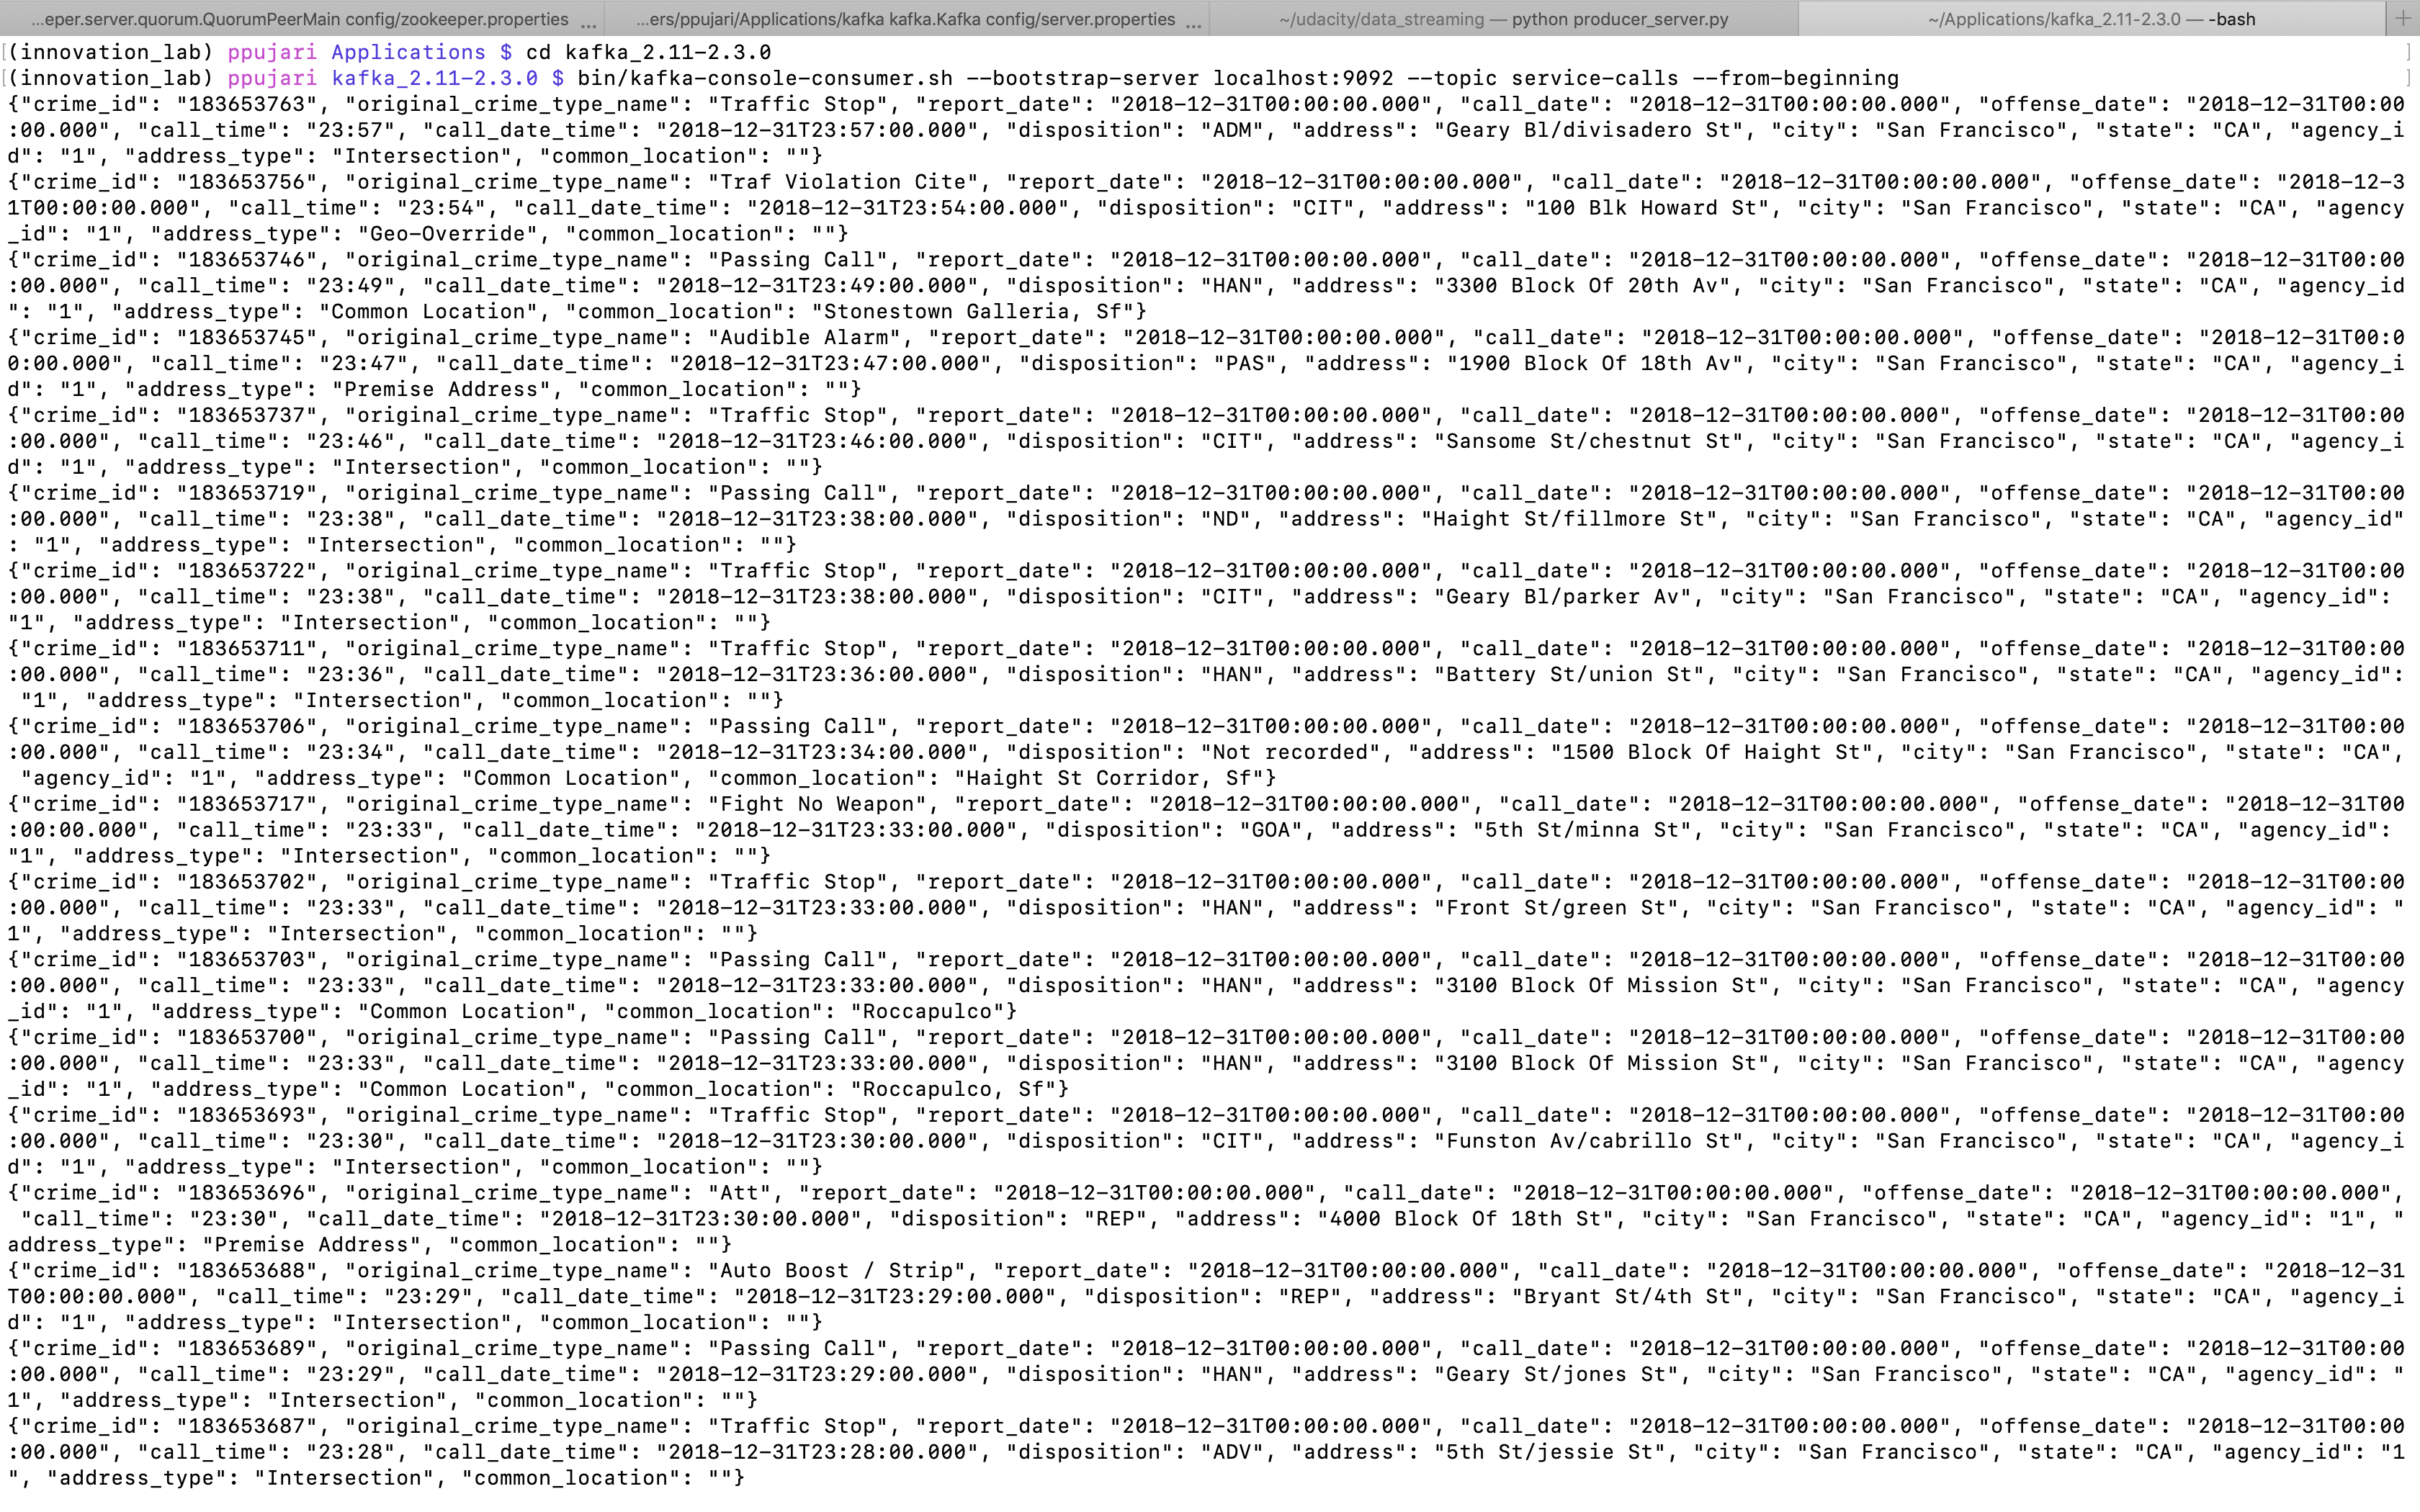 ...eper.server.quorum.QuorumPeerMain config/zookeeper.properties ...
...ers/ppujari/Applications/kafka kafka.Kafka config/server.properties ...
~/udacity/data_streaming — python producer_server.py
~/Applications/kafka_2.11-2.3.0 — -bash
[(innovation_lab) ppujari Applications $ cd kafka_2.11-2.3.0 ]
[(innovation_lab) ppujari kafka_2.11-2.3.0 $ bin/kafka-console-consumer.sh --bootstrap-server localhost:9092 --topic service-calls --from-beginning ]
{"crime_id": "183653763", "original_crime_type_name": "Traffic Stop", "report_date": "2018-12-31T00:00:00.000", "call_date": "2018-12-31T00:00:00.000", "offense_date": "2018-12-31T00:00
:00.000", "call_time": "23:57", "call_date_time": "2018-12-31T23:57:00.000", "disposition": "ADM", "address": "Geary Bl/divisadero St", "city": "San Francisco", "state": "CA", "agency_i
d": "1", "address_type": "Intersection", "common_location": ""}
{"crime_id": "183653756", "original_crime_type_name": "Traf Violation Cite", "report_date": "2018-12-31T00:00:00.000", "call_date": "2018-12-31T00:00:00.000", "offense_date": "2018-12-3
1T00:00:00.000", "call_time": "23:54", "call_date_time": "2018-12-31T23:54:00.000", "disposition": "CIT", "address": "100 Blk Howard St", "city": "San Francisco", "state": "CA", "agency
_id": "1", "address_type": "Geo-Override", "common_location": ""}
{"crime_id": "183653746", "original_crime_type_name": "Passing Call", "report_date": "2018-12-31T00:00:00.000", "call_date": "2018-12-31T00:00:00.000", "offense_date": "2018-12-31T00:00
:00.000", "call_time": "23:49", "call_date_time": "2018-12-31T23:49:00.000", "disposition": "HAN", "address": "3300 Block Of 20th Av", "city": "San Francisco", "state": "CA", "agency_id
": "1", "address_type": "Common Location", "common_location": "Stonestown Galleria, Sf"}
{"crime_id": "183653745", "original_crime_type_name": "Audible Alarm", "report_date": "2018-12-31T00:00:00.000", "call_date": "2018-12-31T00:00:00.000", "offense_date": "2018-12-31T00:0
0:00.000", "call_time": "23:47", "call_date_time": "2018-12-31T23:47:00.000", "disposition": "PAS", "address": "1900 Block Of 18th Av", "city": "San Francisco", "state": "CA", "agency_i
d": "1", "address_type": "Premise Address", "common_location": ""}
{"crime_id": "183653737", "original_crime_type_name": "Traffic Stop", "report_date": "2018-12-31T00:00:00.000", "call_date": "2018-12-31T00:00:00.000", "offense_date": "2018-12-31T00:00
:00.000", "call_time": "23:46", "call_date_time": "2018-12-31T23:46:00.000", "disposition": "CIT", "address": "Sansome St/chestnut St", "city": "San Francisco", "state": "CA", "agency_i
d": "1", "address_type": "Intersection", "common_location": ""}
{"crime_id": "183653719", "original_crime_type_name": "Passing Call", "report_date": "2018-12-31T00:00:00.000", "call_date": "2018-12-31T00:00:00.000", "offense_date": "2018-12-31T00:00
:00.000", "call_time": "23:38", "call_date_time": "2018-12-31T23:38:00.000", "disposition": "ND", "address": "Haight St/fillmore St", "city": "San Francisco", "state": "CA", "agency_id"
: "1", "address_type": "Intersection", "common_location": ""}
{"crime_id": "183653722", "original_crime_type_name": "Traffic Stop", "report_date": "2018-12-31T00:00:00.000", "call_date": "2018-12-31T00:00:00.000", "offense_date": "2018-12-31T00:00
:00.000", "call_time": "23:38", "call_date_time": "2018-12-31T23:38:00.000", "disposition": "CIT", "address": "Geary Bl/parker Av", "city": "San Francisco", "state": "CA", "agency_id":
"1", "address_type": "Intersection", "common_location": ""}
{"crime_id": "183653711", "original_crime_type_name": "Traffic Stop", "report_date": "2018-12-31T00:00:00.000", "call_date": "2018-12-31T00:00:00.000", "offense_date": "2018-12-31T00:00
:00.000", "call_time": "23:36", "call_date_time": "2018-12-31T23:36:00.000", "disposition": "HAN", "address": "Battery St/union St", "city": "San Francisco", "state": "CA", "agency_id":
 "1", "address_type": "Intersection", "common_location": ""}
{"crime_id": "183653706", "original_crime_type_name": "Passing Call", "report_date": "2018-12-31T00:00:00.000", "call_date": "2018-12-31T00:00:00.000", "offense_date": "2018-12-31T00:00
:00.000", "call_time": "23:34", "call_date_time": "2018-12-31T23:34:00.000", "disposition": "Not recorded", "address": "1500 Block Of Haight St", "city": "San Francisco", "state": "CA",
 "agency_id": "1", "address_type": "Common Location", "common_location": "Haight St Corridor, Sf"}
{"crime_id": "183653717", "original_crime_type_name": "Fight No Weapon", "report_date": "2018-12-31T00:00:00.000", "call_date": "2018-12-31T00:00:00.000", "offense_date": "2018-12-31T00
:00:00.000", "call_time": "23:33", "call_date_time": "2018-12-31T23:33:00.000", "disposition": "GOA", "address": "5th St/minna St", "city": "San Francisco", "state": "CA", "agency_id":
"1", "address_type": "Intersection", "common_location": ""}
{"crime_id": "183653702", "original_crime_type_name": "Traffic Stop", "report_date": "2018-12-31T00:00:00.000", "call_date": "2018-12-31T00:00:00.000", "offense_date": "2018-12-31T00:00
:00.000", "call_time": "23:33", "call_date_time": "2018-12-31T23:33:00.000", "disposition": "HAN", "address": "Front St/green St", "city": "San Francisco", "state": "CA", "agency_id": "
1", "address_type": "Intersection", "common_location": ""}
{"crime_id": "183653703", "original_crime_type_name": "Passing Call", "report_date": "2018-12-31T00:00:00.000", "call_date": "2018-12-31T00:00:00.000", "offense_date": "2018-12-31T00:00
:00.000", "call_time": "23:33", "call_date_time": "2018-12-31T23:33:00.000", "disposition": "HAN", "address": "3100 Block Of Mission St", "city": "San Francisco", "state": "CA", "agency
_id": "1", "address_type": "Common Location", "common_location": "Roccapulco"}
{"crime_id": "183653700", "original_crime_type_name": "Passing Call", "report_date": "2018-12-31T00:00:00.000", "call_date": "2018-12-31T00:00:00.000", "offense_date": "2018-12-31T00:00
:00.000", "call_time": "23:33", "call_date_time": "2018-12-31T23:33:00.000", "disposition": "HAN", "address": "3100 Block Of Mission St", "city": "San Francisco", "state": "CA", "agency
_id": "1", "address_type": "Common Location", "common_location": "Roccapulco, Sf"}
{"crime_id": "183653693", "original_crime_type_name": "Traffic Stop", "report_date": "2018-12-31T00:00:00.000", "call_date": "2018-12-31T00:00:00.000", "offense_date": "2018-12-31T00:00
:00.000", "call_time": "23:30", "call_date_time": "2018-12-31T23:30:00.000", "disposition": "CIT", "address": "Funston Av/cabrillo St", "city": "San Francisco", "state": "CA", "agency_i
d": "1", "address_type": "Intersection", "common_location": ""}
{"crime_id": "183653696", "original_crime_type_name": "Att", "report_date": "2018-12-31T00:00:00.000", "call_date": "2018-12-31T00:00:00.000", "offense_date": "2018-12-31T00:00:00.000",
 "call_time": "23:30", "call_date_time": "2018-12-31T23:30:00.000", "disposition": "REP", "address": "4000 Block Of 18th St", "city": "San Francisco", "state": "CA", "agency_id": "1", "
address_type": "Premise Address", "common_location": ""}
{"crime_id": "183653688", "original_crime_type_name": "Auto Boost / Strip", "report_date": "2018-12-31T00:00:00.000", "call_date": "2018-12-31T00:00:00.000", "offense_date": "2018-12-31
T00:00:00.000", "call_time": "23:29", "call_date_time": "2018-12-31T23:29:00.000", "disposition": "REP", "address": "Bryant St/4th St", "city": "San Francisco", "state": "CA", "agency_i
d": "1", "address_type": "Intersection", "common_location": ""}
{"crime_id": "183653689", "original_crime_type_name": "Passing Call", "report_date": "2018-12-31T00:00:00.000", "call_date": "2018-12-31T00:00:00.000", "offense_date": "2018-12-31T00:00
:00.000", "call_time": "23:29", "call_date_time": "2018-12-31T23:29:00.000", "disposition": "HAN", "address": "Geary St/jones St", "city": "San Francisco", "state": "CA", "agency_id": "
1", "address_type": "Intersection", "common_location": ""}
{"crime_id": "183653687", "original_crime_type_name": "Traffic Stop", "report_date": "2018-12-31T00:00:00.000", "call_date": "2018-12-31T00:00:00.000", "offense_date": "2018-12-31T00:00
:00.000", "call_time": "23:28", "call_date_time": "2018-12-31T23:28:00.000", "disposition": "ADV", "address": "5th St/jessie St", "city": "San Francisco", "state": "CA", "agency_id": "1
", "address_type": "Intersection", "common_location": ""}